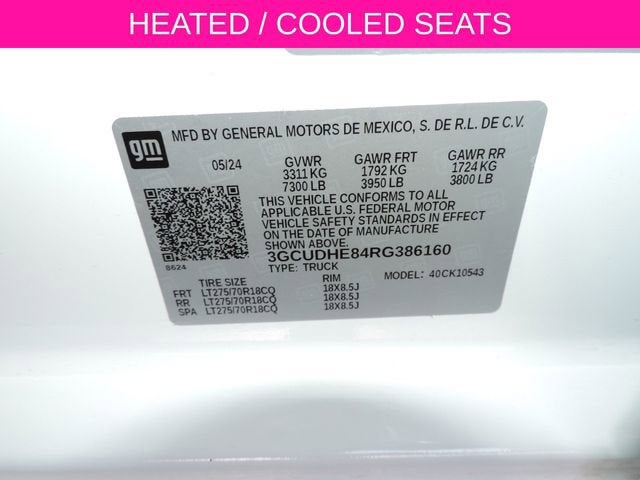 HEATED / COOLED SEATS
gm
MFD BY GENERAL MOTORS DE MEXICO, S. DE R.L. DE C.V.
05/24 GVWR GAWR FRT GAWR RR
3311 KG 1792 KG 1724 KG
7300 LB 3950 LB 3800 LB
THIS VEHICLE CONFORMS TO ALL
APPLICABLE U.S. FEDERAL MOTOR
VEHICLE SAFETY STANDARDS IN EFFECT
ON THE DATE OF MANUFACTURE
SHOWN ABOVE.
3GCUDHE84RG386160
8624
TYPE: TRUCK MODEL: 40CK10543
TIRE SIZE RIM
FRT LT275/70R18CQ 18X8.5J
RR LT275/70R18CQ 18X8.5J
SPA LT275/70R18CQ 18X8.5J